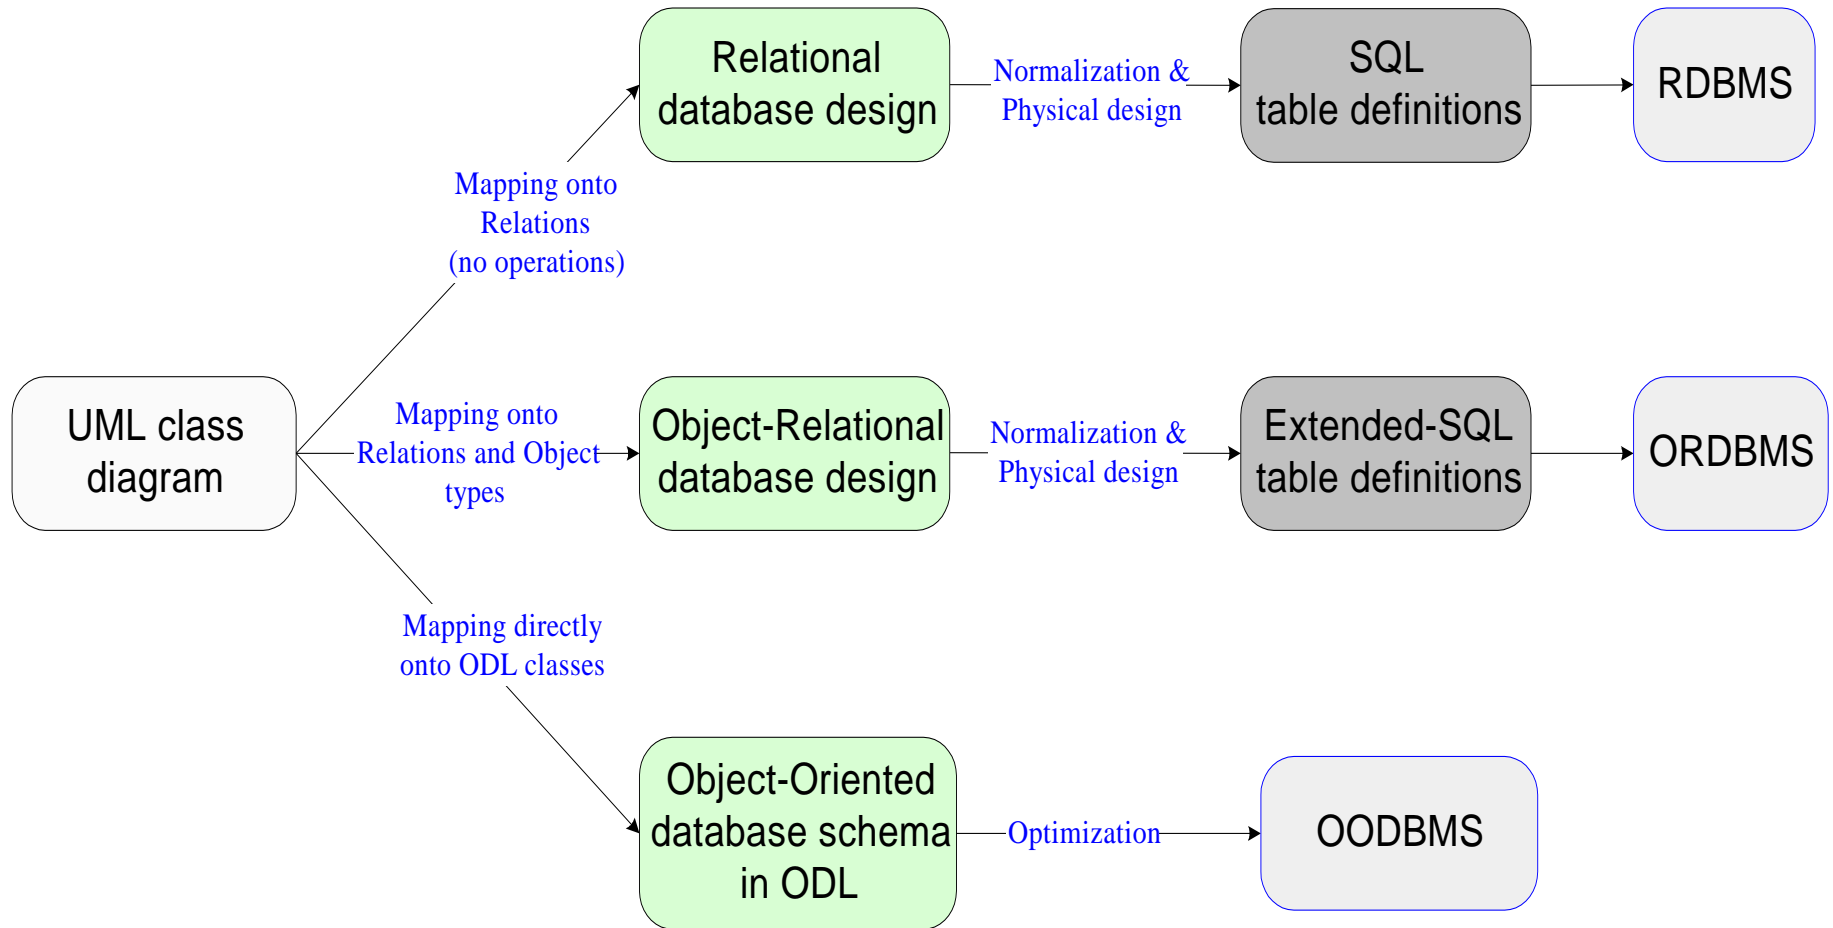 Relational
database design
Normalization &
Physical design
SQL
table definitions
RDBMS
Mapping onto
Relations
(no operations)
UML class
diagram
Mapping onto
Relations and Object
types
Object-Relational
database design
Normalization &
Physical design
Extended-SQL
table definitions
ORDBMS
Mapping directly
onto ODL classes
Object-Oriented
database schema
in ODL
Optimization
OODBMS